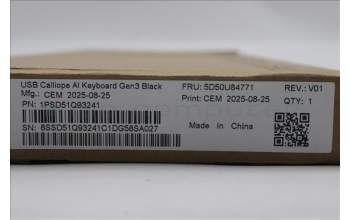 USB Calliope AI Keyboard Gen3 Black
Mfg.: CEM 2025-08-25
PN: 1PSD51Q93241
SN: 8SSD51Q93241C1DG58SA027
FRU: 5D50U84771
Print: CEM 2025-08-25
Made in China
REV.: V01
QTY: 1